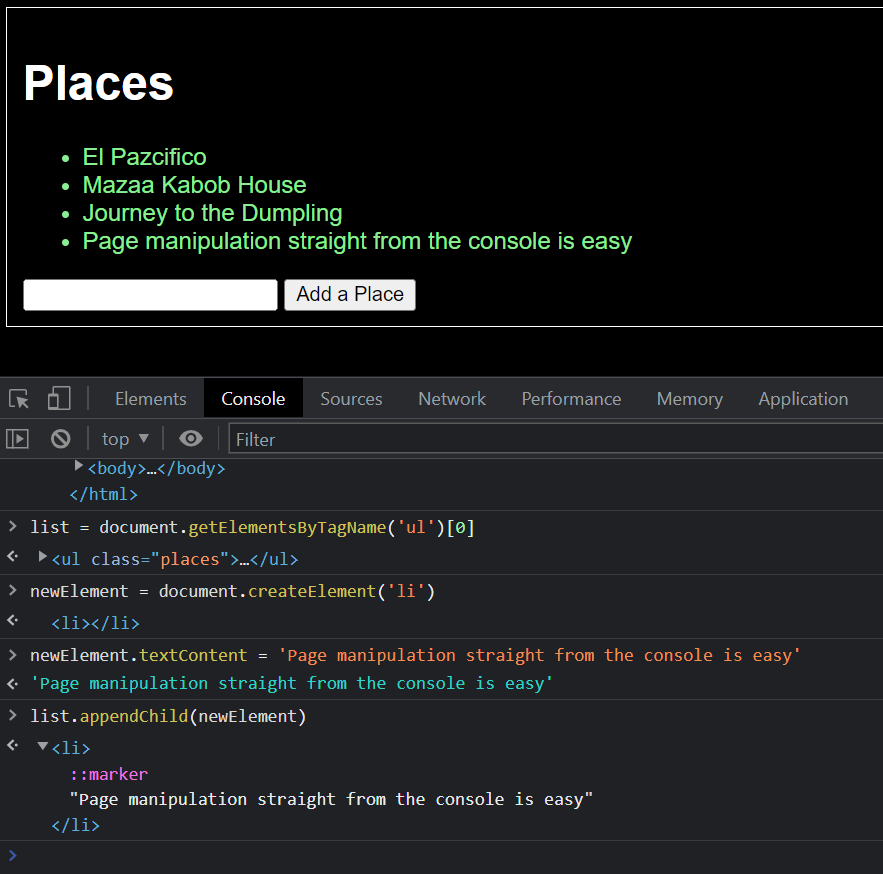 Places
El Pazcifico
Mazaa Kabob House
Journey to the Dumpling
Page manipulation straight from the console is easy
Add a Place
Elements Console Sources Network Performance Memory Application
top ▼ Filter
▶<body>…</body>
</html>
> list = document.getElementsByTagName('ul')[0]
▶<ul class="places">…</ul>
> newElement = document.createElement('li')
<li></li>
> newElement.textContent = 'Page manipulation straight from the console is easy'
'Page manipulation straight from the console is easy'
> list.appendChild(newElement)
▼<li>
::marker
"Page manipulation straight from the console is easy"
</li>
>